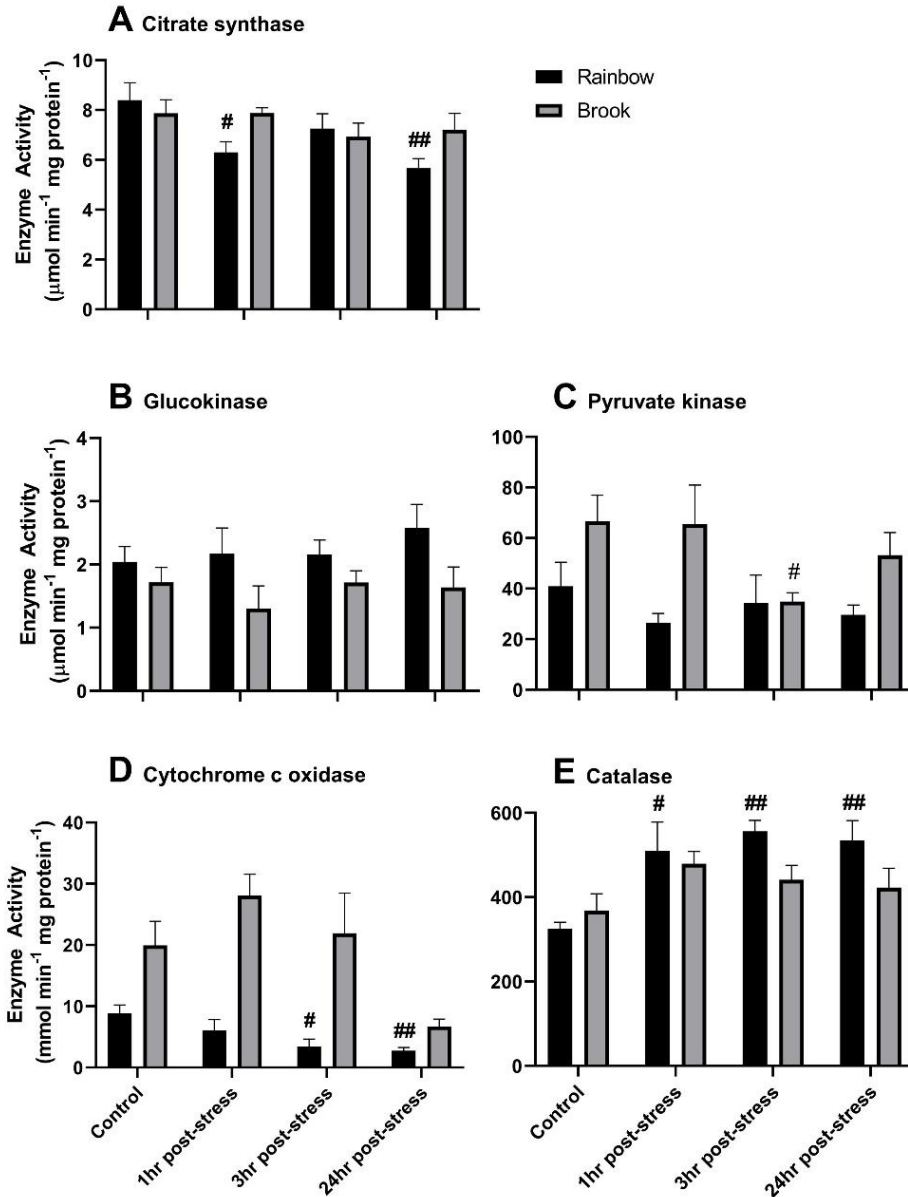 A Citrate synthase
Rainbow
Brook
Enzyme Activity
(μmol min⁻¹ mg protein⁻¹)
10
8
6
4
2
0
#
##
B Glucokinase
Enzyme Activity
(μmol min⁻¹ mg protein⁻¹)
4
3
2
1
0
C Pyruvate kinase
100
80
60
40
20
0
#
D Cytochrome c oxidase
Enzyme Activity
(mmol min⁻¹ mg protein⁻¹)
40
30
20
10
0
#
##
Control
1hr post-stress
3hr post-stress
24hr post-stress
E Catalase
600
400
200
0
#
##
##
Control
1hr post-stress
3hr post-stress
24hr post-stress